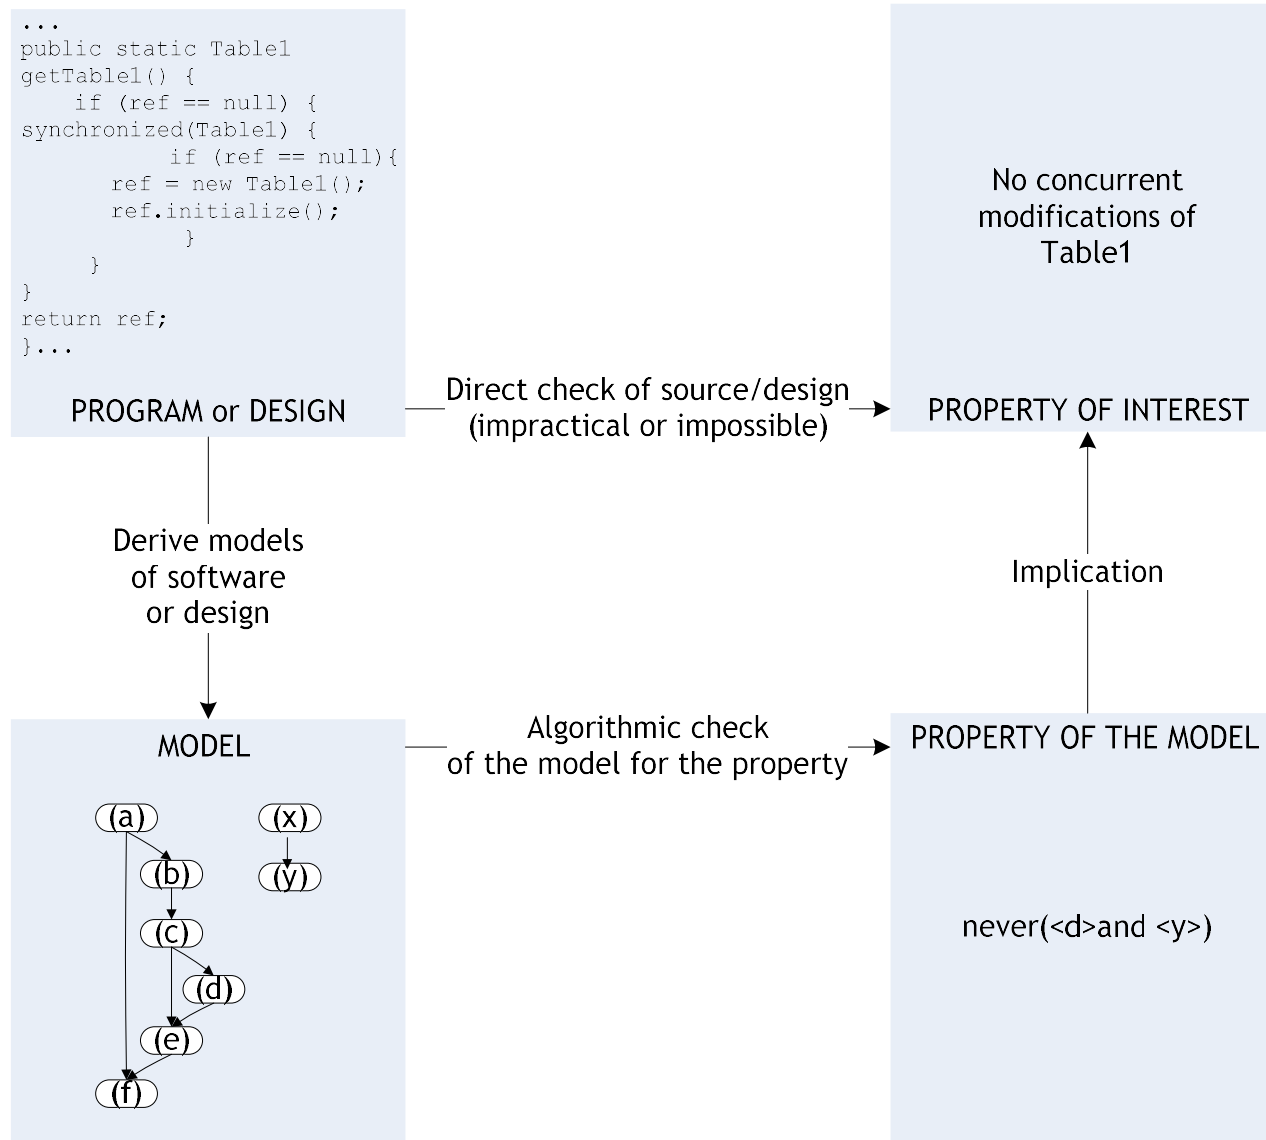 ...
public static Table1
getTable1() {
if (ref == null) {
synchronized(Table1) {
if (ref == null){
ref = new Table1();
ref.initialize();
}
}
}
return ref;
}...
PROGRAM or DESIGN
Direct check of source/design
(impractical or impossible)
No concurrent
modifications of
Table1
PROPERTY OF INTEREST
Derive models
of software
or design
Implication
MODEL
(a)
(x)
(b)
(y)
(c)
(d)
(e)
(f)
Algorithmic check
of the model for the property
PROPERTY OF THE MODEL
never(<d>and <y>)